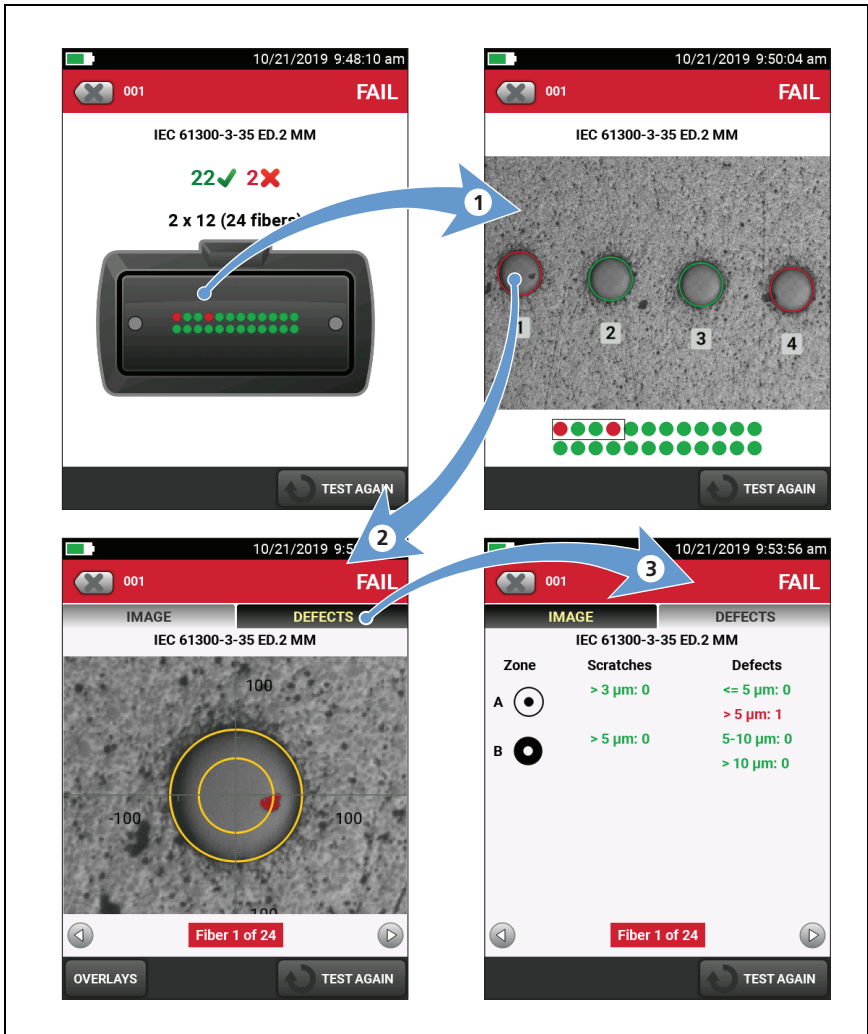 10/21/2019 9:48:10 am
001 FAIL
IEC 61300-3-35 ED.2 MM
22 2
2 x 12 (24 fibers)
TEST AGAIN
1
10/21/2019 9:50:04 am
001 FAIL
IEC 61300-3-35 ED.2 MM
1 2 3 4
TEST AGAIN
2
10/21/2019
001 FAIL
IMAGE DEFECTS
IEC 61300-3-35 ED.2 MM
100
-100 100
Fiber 1 of 24
OVERLAYS TEST AGAIN
3
10/21/2019 9:53:56 am
001 FAIL
IMAGE DEFECTS
IEC 61300-3-35 ED.2 MM
Zone Scratches Defects
A > 3 µm: 0 <= 5 µm: 0
> 5 µm: 1
B > 5 µm: 0 5-10 µm: 0
> 10 µm: 0
Fiber 1 of 24
TEST AGAIN